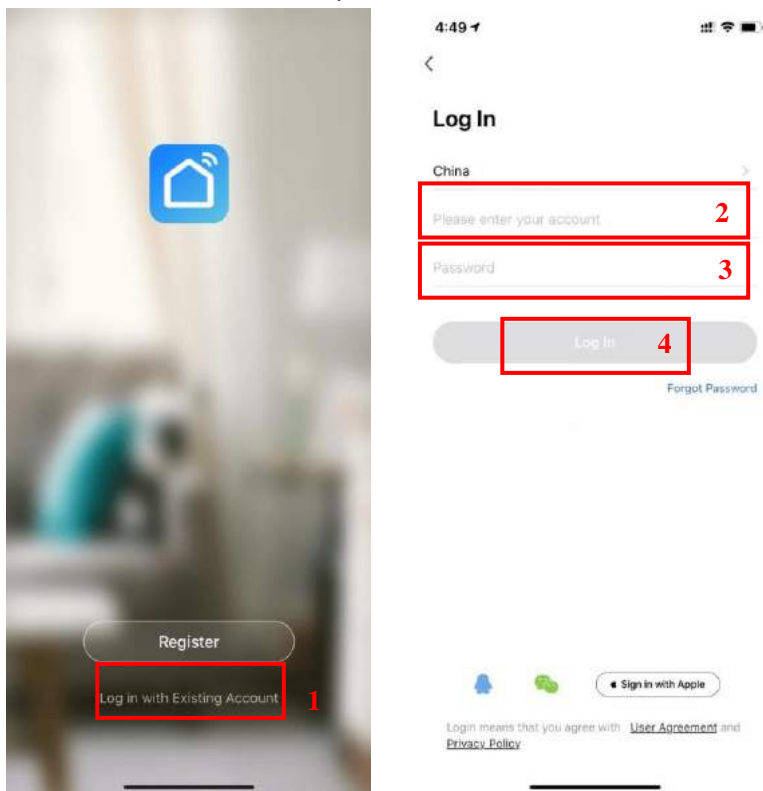 Register
Log in with Existing Account
1
4:49
Log In
China
Please enter your account
2
Password
3
Log In
4
Forgot Password
Sign in with Apple
Login means that you agree with User Agreement and
Privacy Policy